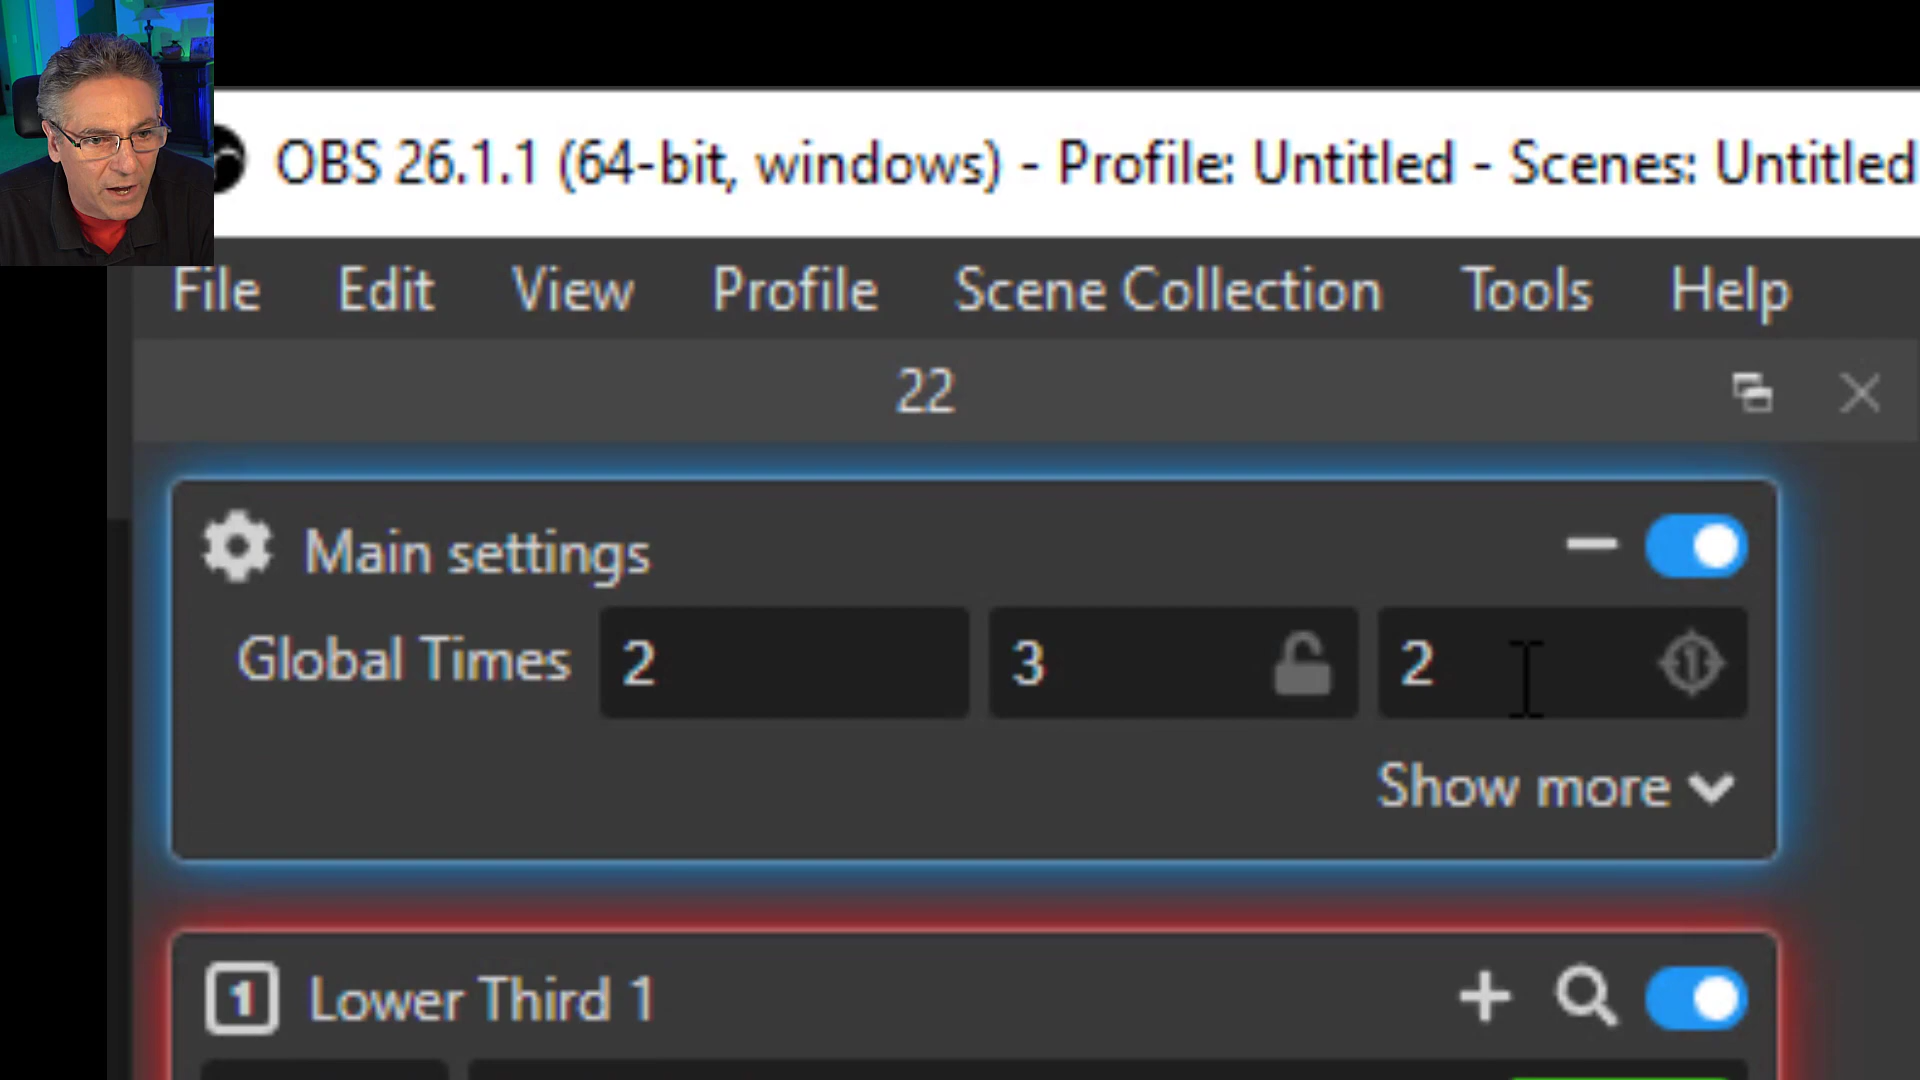 OBS 26.1.1 (64-bit, windows) - Profile: Untitled - Scenes: Untitled
File Edit View Profile Scene Collection Tools Help
22
Main settings
Global Times 2 3 2 1
Show more
1 Lower Third 1